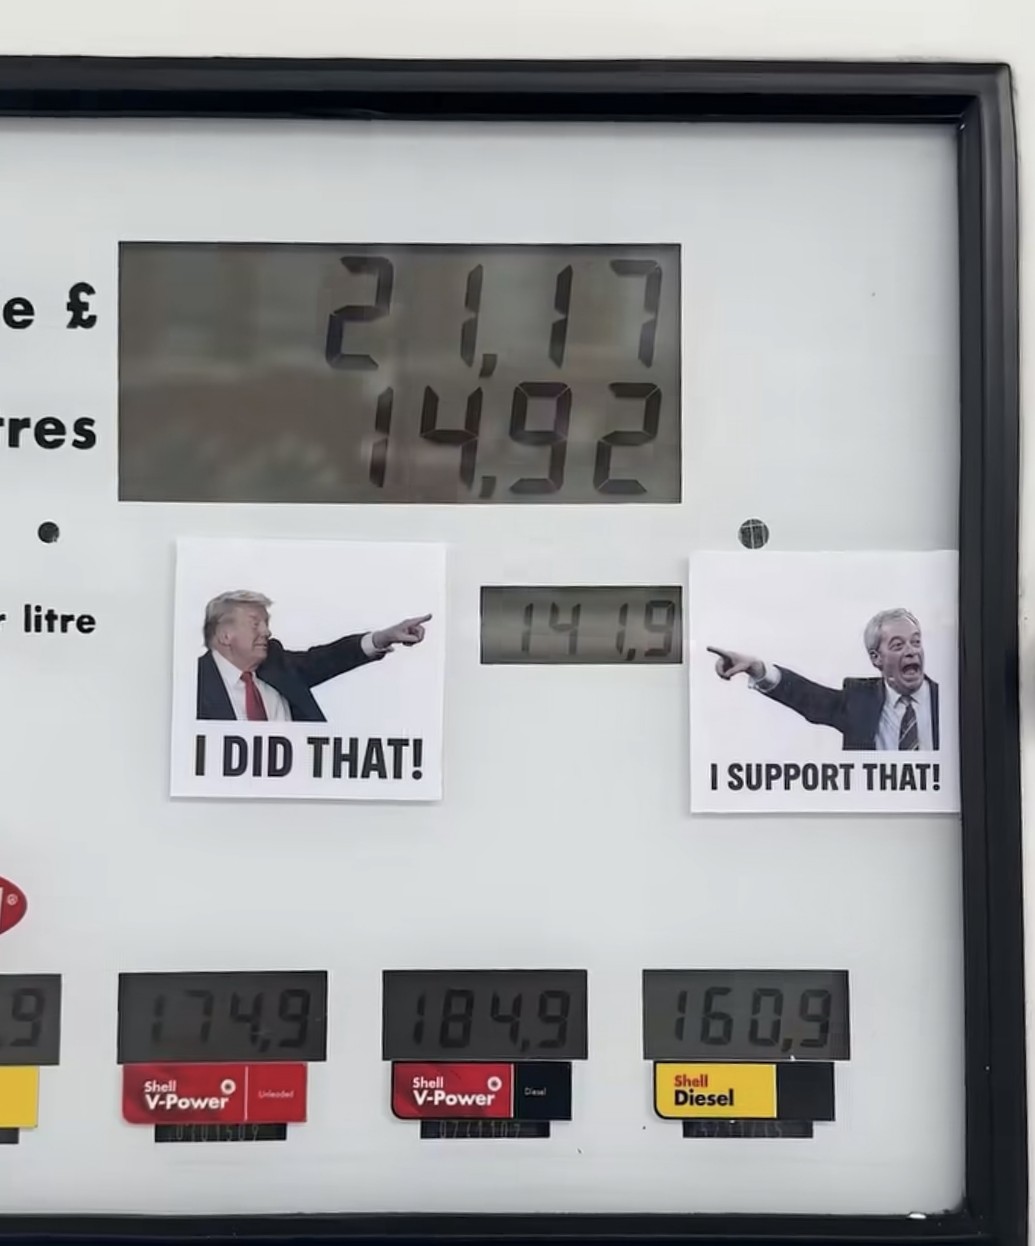 e £
21,17
rres
14,92
r litre
141,9
I DID THAT!
I SUPPORT THAT!
.9
174,9
184,9
160,9
Shell
V-Power
Unleaded
Shell
V-Power
Diesel
Shell
Diesel